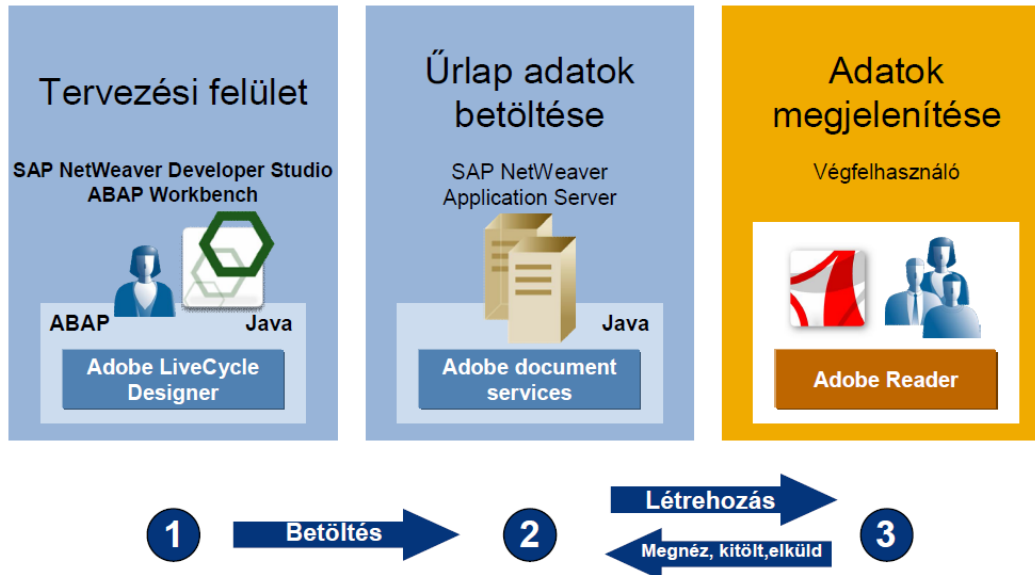 Tervezési felület
SAP NetWeaver Developer Studio
ABAP Workbench
ABAP
Java
Adobe LiveCycle
Designer
Űrlap adatok
betöltése
SAP NetWeaver
Application Server
Java
Adobe document
services
Adatok
megjelenítése
Végfelhasználó
Adobe Reader
1
Betöltés
2
Létrehozás
Megnéz, kitölt,elküld
3